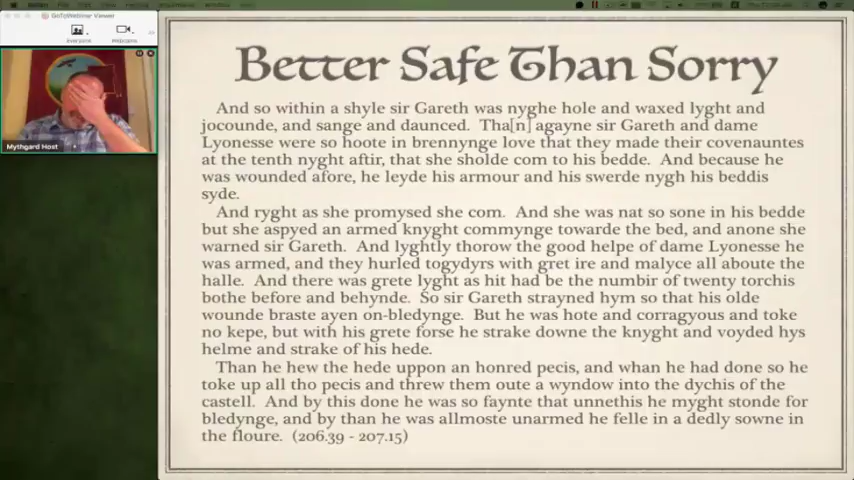 GoToWebinar Viewer
Everyone
Webcams
Mythgard Host
Better Safe Than Sorry
And so within a shyle sir Gareth was nyghe hole and waxed lyght and
jocounde, and sange and daunced. Tha[n] agayne sir Gareth and dame
Lyonesse were so hoote in brennynge love that they made their covenauntes
at the tenth nyght aftir, that she sholde com to his bedde. And because he
was wounded afore, he leyde his armour and his swerde nygh his beddis
syde.
And ryght as she promysed she com. And she was nat so sone in his bedde
but she aspyed an armed knyght commynge towarde the bed, and anone she
warned sir Gareth. And lyghtly thorow the good helpe of dame Lyonesse he
was armed, and they hurled togydyrs with gret ire and malyce all aboute the
halle. And there was grete lyght as hit had be the numbir of twenty torchis
bothe before and behynde. So sir Gareth strayned hym so that his olde
wounde braste ayen on-bledynge. But he was hote and corragyous and toke
no kepe, but with his grete forse he strake downe the knyght and voyded hys
helme and strake of his hede.
Than he hew the hede uppon an honred pecis, and whan he had done so he
toke up all tho pecis and threw them oute a wyndow into the dychis of the
castell. And by this done he was so faynte that unnethis he myght stonde for
bledynge, and by than he was allmoste unarmed he felle in a dedly sowne in
the floure. (206.39 - 207.15)